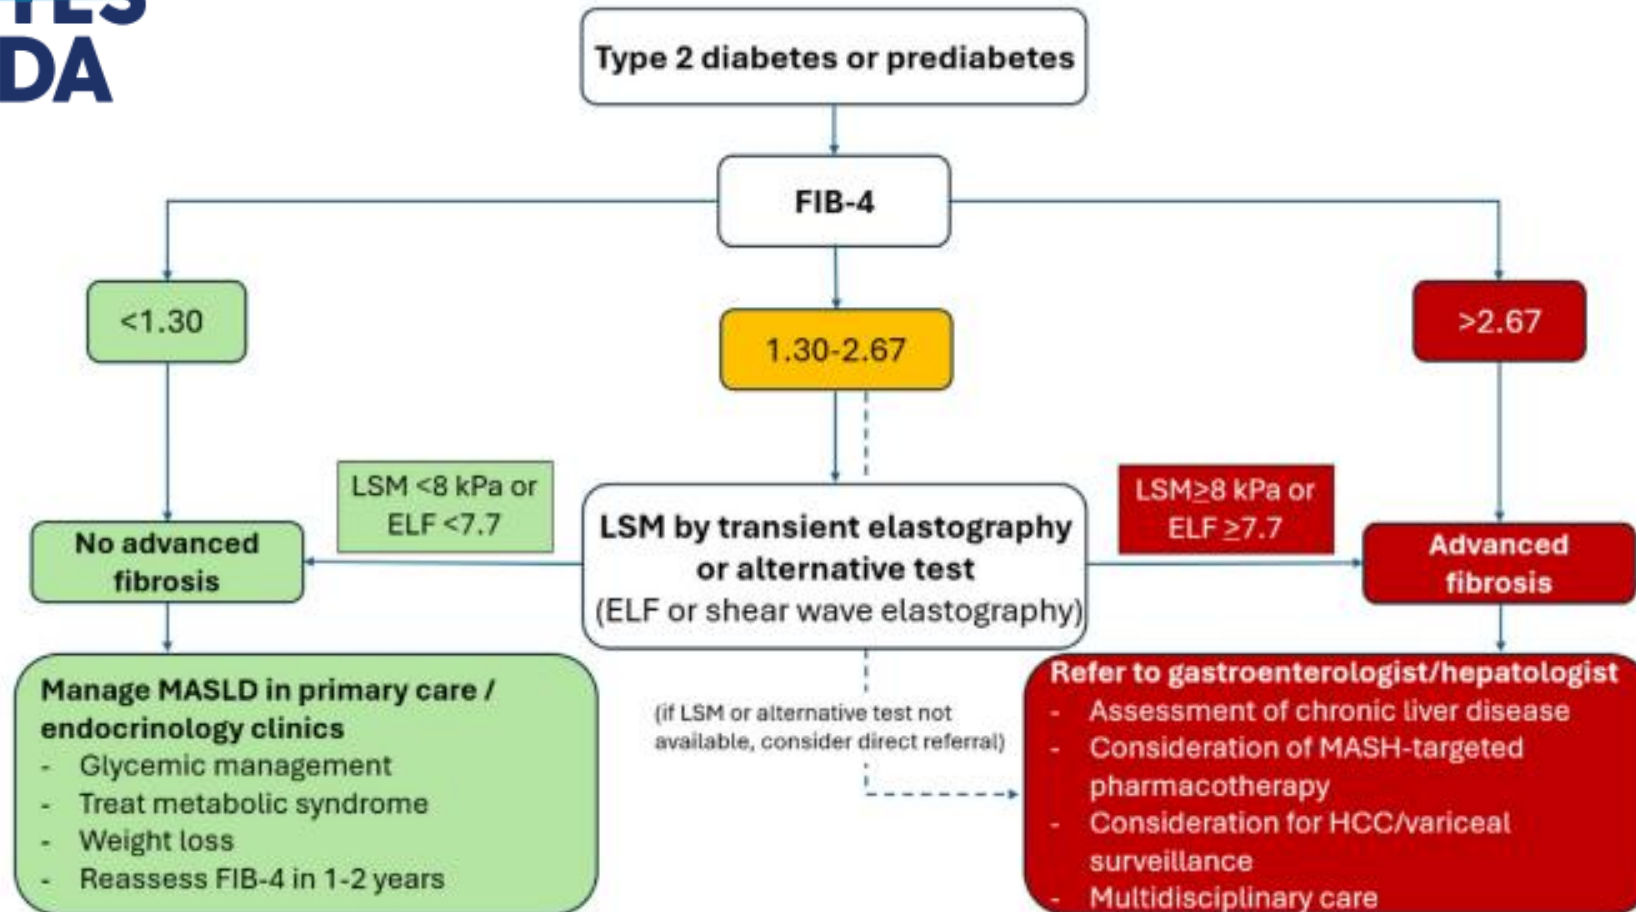 DA
Type 2 diabetes or prediabetes
FIB-4
<1.30
1.30-2.67
>2.67
LSM <8 kPa or
ELF <7.7
LSM≥8 kPa or
ELF ≥7.7
No advanced
fibrosis
LSM by transient elastography
or alternative test
(ELF or shear wave elastography)
Advanced
fibrosis
Manage MASLD in primary care /
endocrinology clinics
- Glycemic management
- Treat metabolic syndrome
- Weight loss
- Reassess FIB-4 in 1-2 years
(if LSM or alternative test not
available, consider direct referral)
Refer to gastroenterologist/hepatologist
- Assessment of chronic liver disease
- Consideration of MASH-targeted
pharmacotherapy
- Consideration for HCC/variceal
surveillance
- Multidisciplinary care